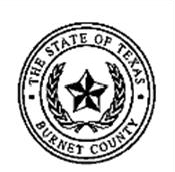 THE STATE OF TEXAS
BURNET COUNTY